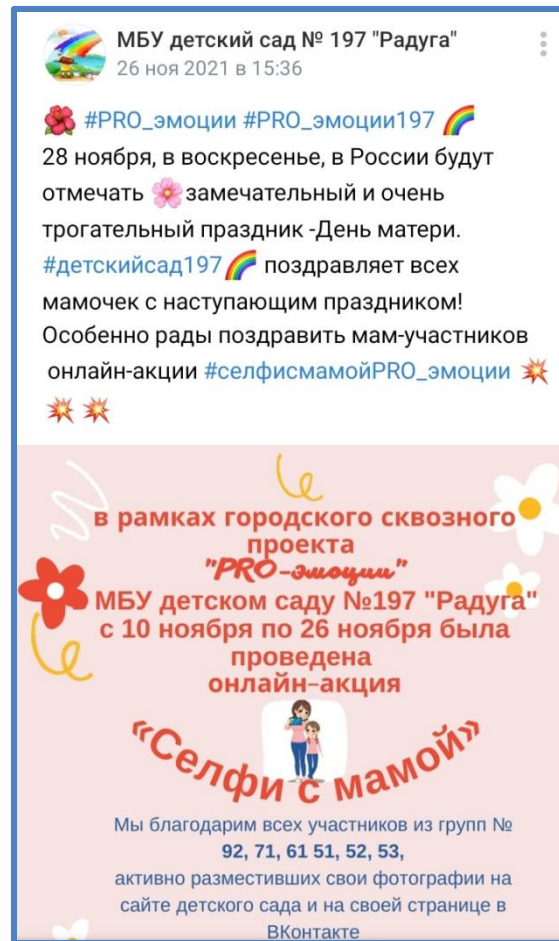 МБУ детский сад № 197 "Радуга"
26 ноя 2021 в 15:36
#PRO_эмоции #PRO_эмоции197
28 ноября, в воскресенье, в России будут
отмечать замечательный и очень
трогательный праздник -День матери.
#детскийсад197 поздравляет всех
мамочек с наступающим праздником!
Особенно рады поздравить мам-участников
онлайн-акции #селфисмамойPRO_эмоции
в рамках городского сквозного
проекта
"PRO-эмоции"
МБУ детском саду №197 "Радуга"
с 10 ноября по 26 ноября была
проведена
онлайн-акция
«Селфи с мамой»
Мы благодарим всех участников из групп №
92, 71, 61 51, 52, 53,
активно разместивших свои фотографии на
сайте детского сада и на своей странице в
ВКонтакте